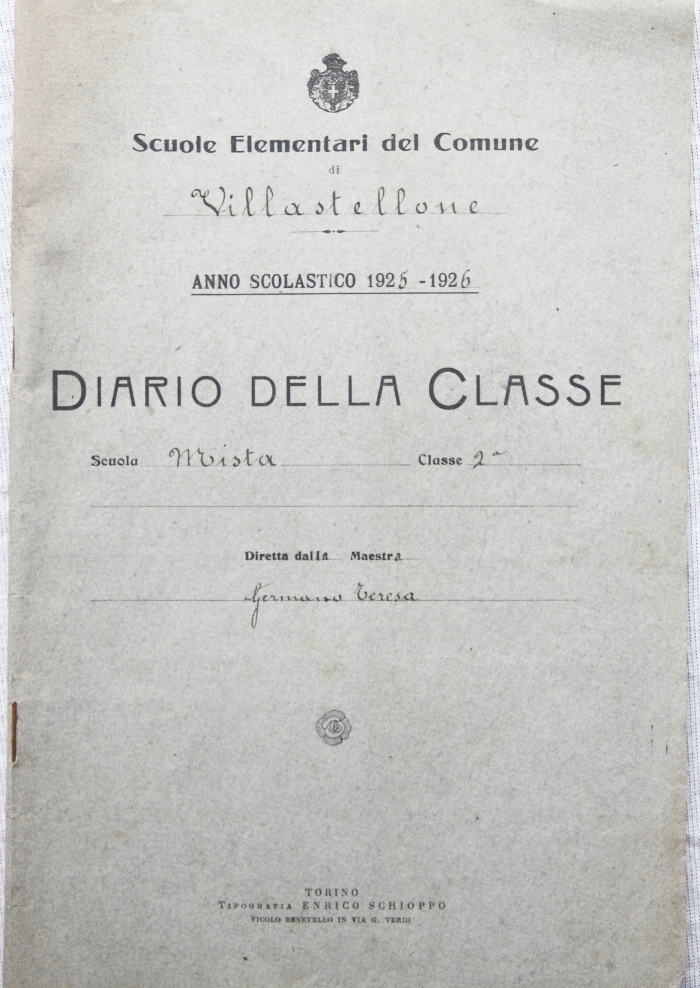 Scuole Elementari del Comune
di
Villastellone
ANNO SCOLASTICO 1925-1926
DIARIO DELLA CLASSE
Scuola Mista Classe 2ª
Diretta dalla Maestra
Germano Teresa
TORINO
TIPOGRAFIA ENRICO SCHIOPPO
VICOLO BENEVELLO IN VIA G. VERDI